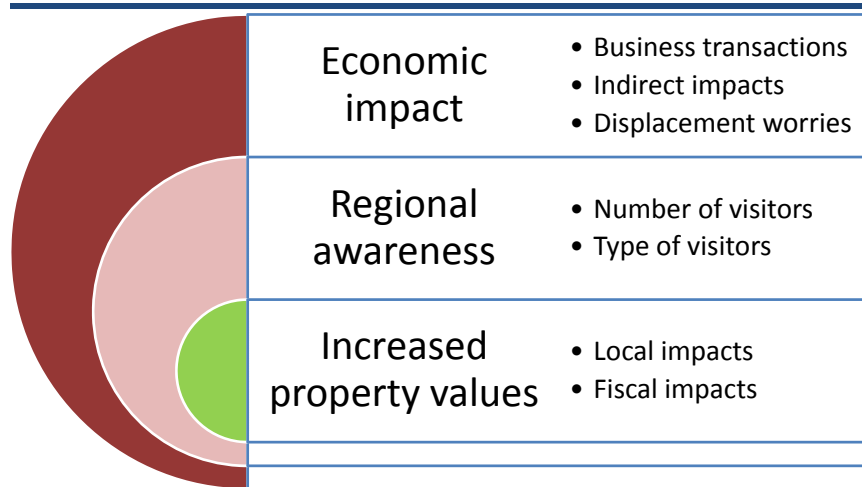 Economic
impact
• Business transactions
• Indirect impacts
• Displacement worries
Regional
awareness
• Number of visitors
• Type of visitors
Increased
property values
• Local impacts
• Fiscal impacts